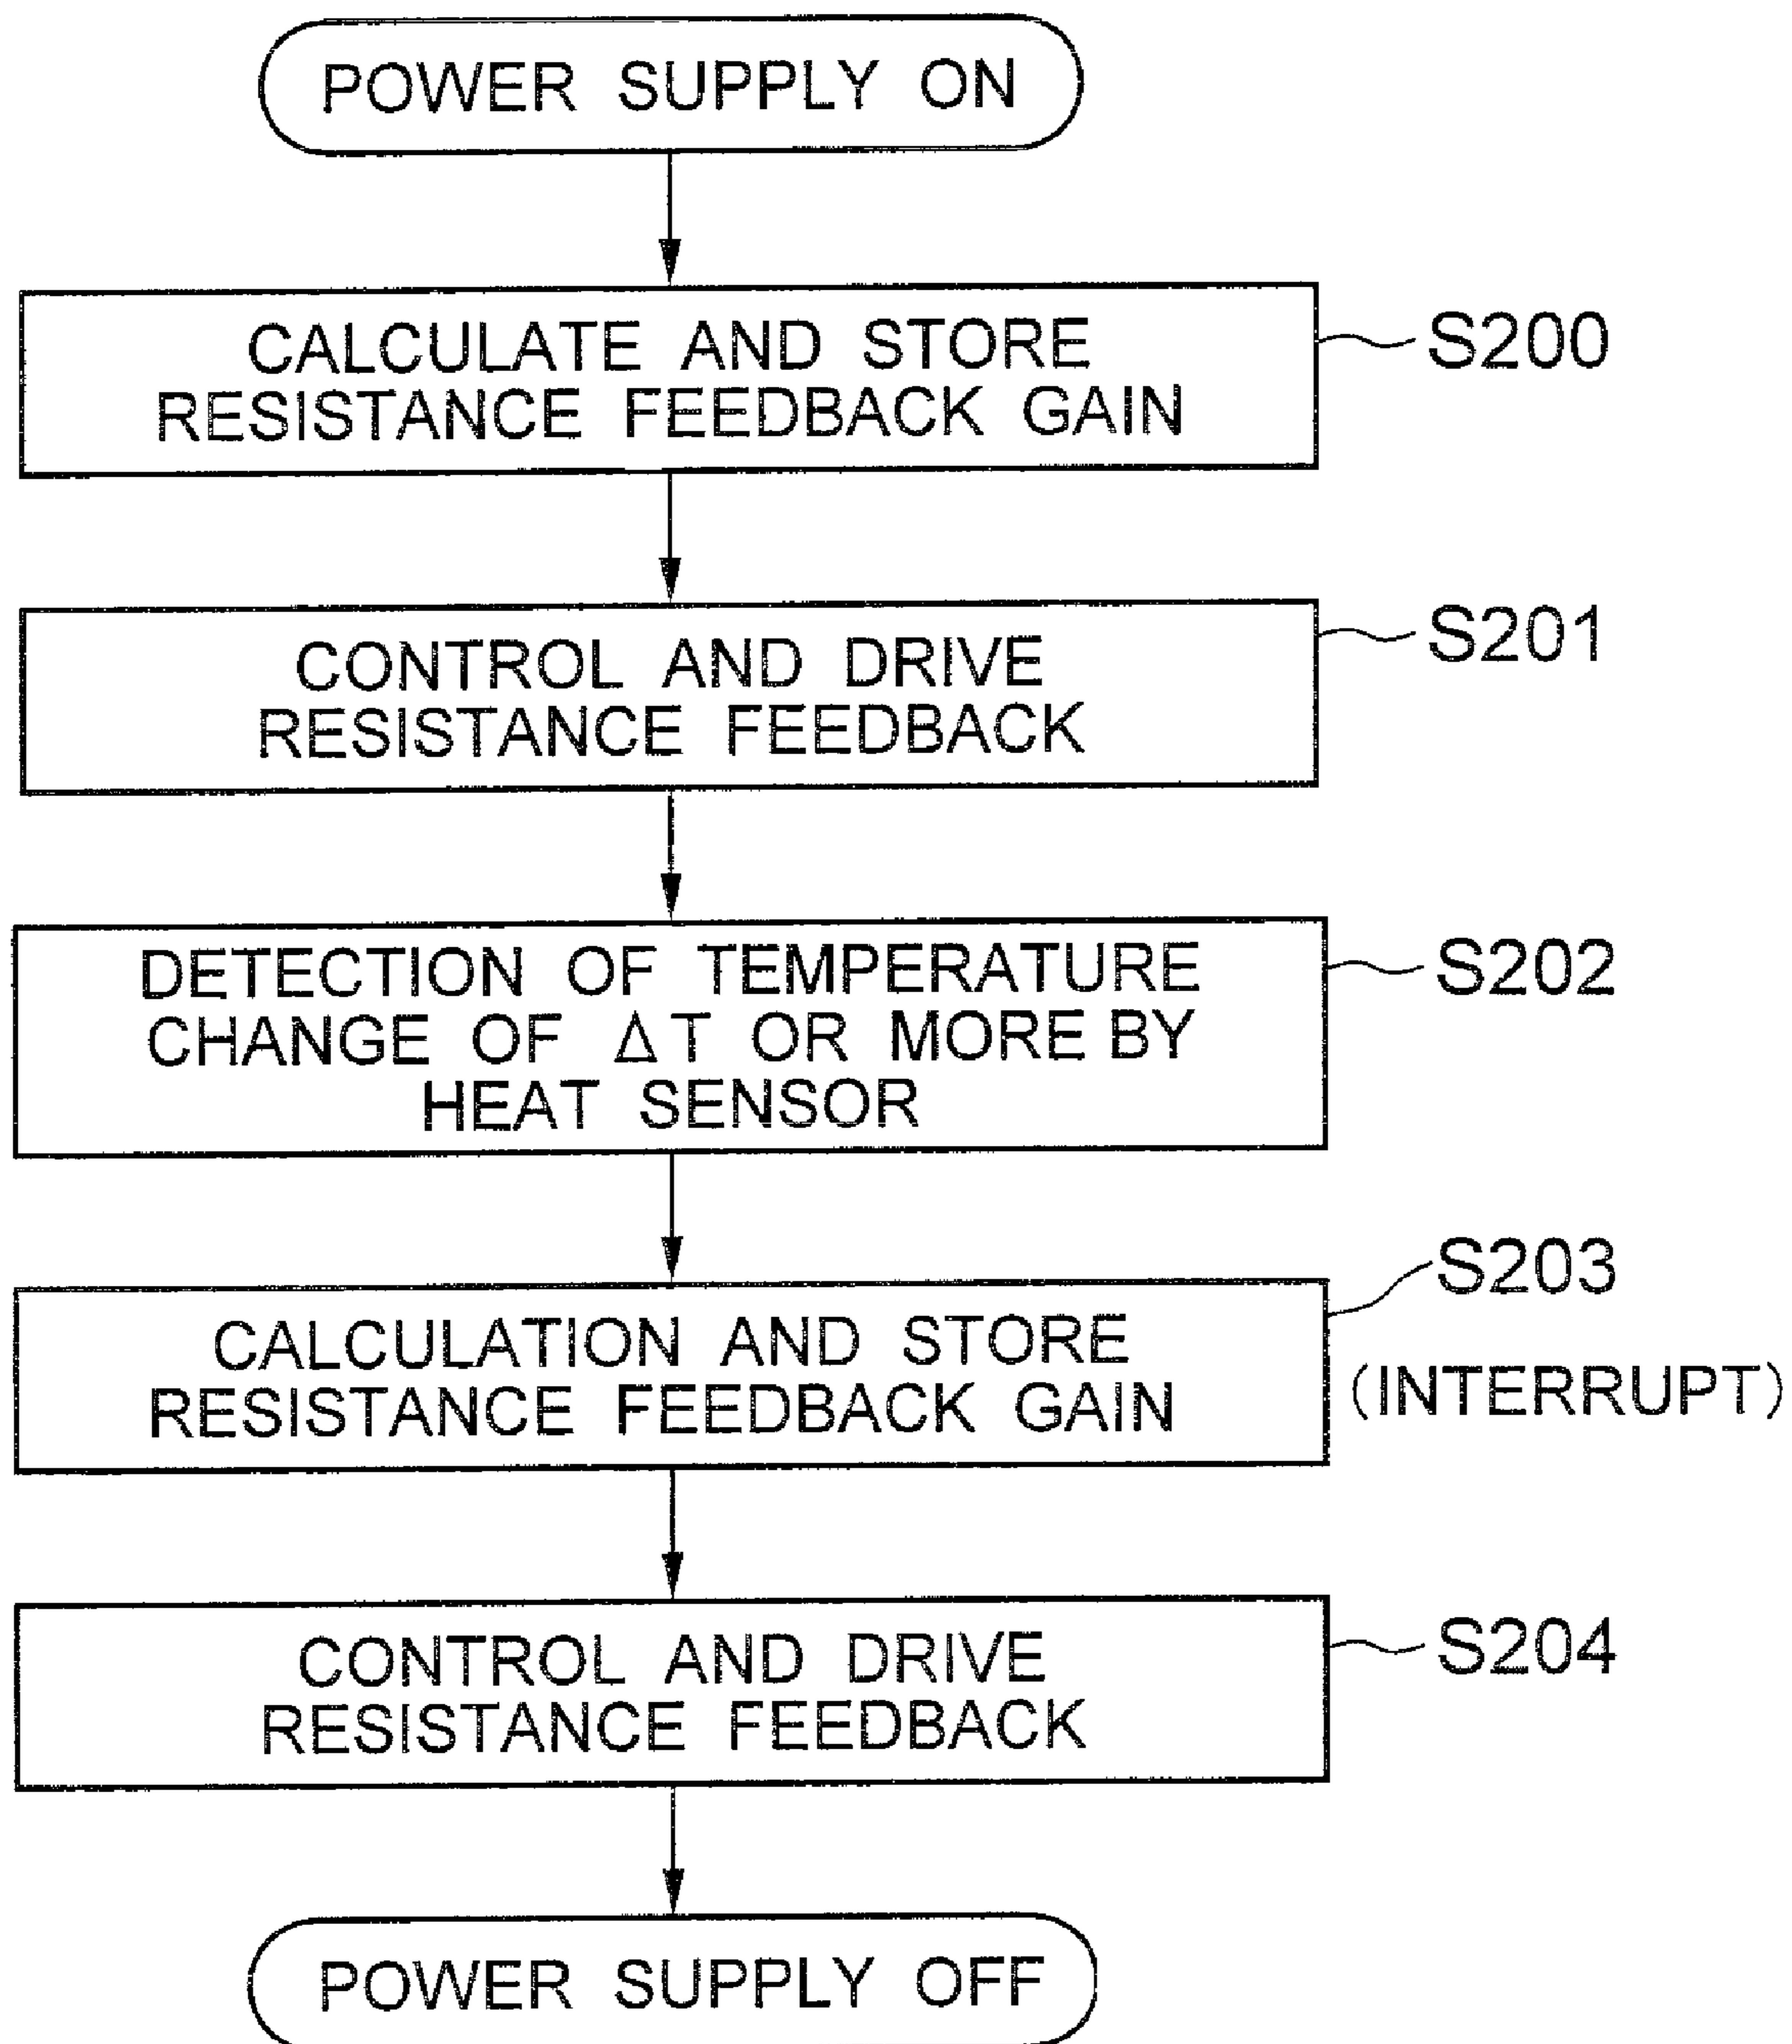 POWER SUPPLY ON
CALCULATE AND STORE
RESISTANCE FEEDBACK GAIN
S200
CONTROL AND DRIVE
RESISTANCE FEEDBACK
S201
DETECTION OF TEMPERATURE
CHANGE OF ΔT OR MORE BY
HEAT SENSOR
S202
CALCULATION AND STORE
RESISTANCE FEEDBACK GAIN
S203
(INTERRUPT)
CONTROL AND DRIVE
RESISTANCE FEEDBACK
S204
POWER SUPPLY OFF